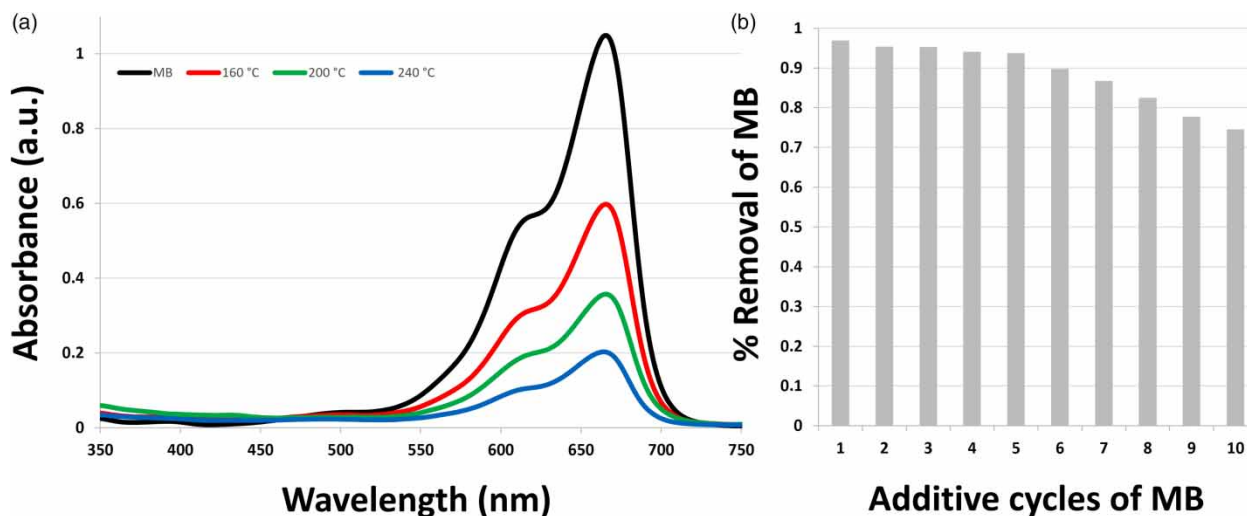 (a)
Absorbance (a.u.)
1
0.8
0.6
0.4
0.2
0
MB 160 °C 200 °C 240 °C
350 400 450 500 550 600 650 700 750
Wavelength (nm)
(b)
% Removal of MB
1
0.9
0.8
0.7
0.6
0.5
0.4
0.3
0.2
0.1
0
1 2 3 4 5 6 7 8 9 10
Additive cycles of MB